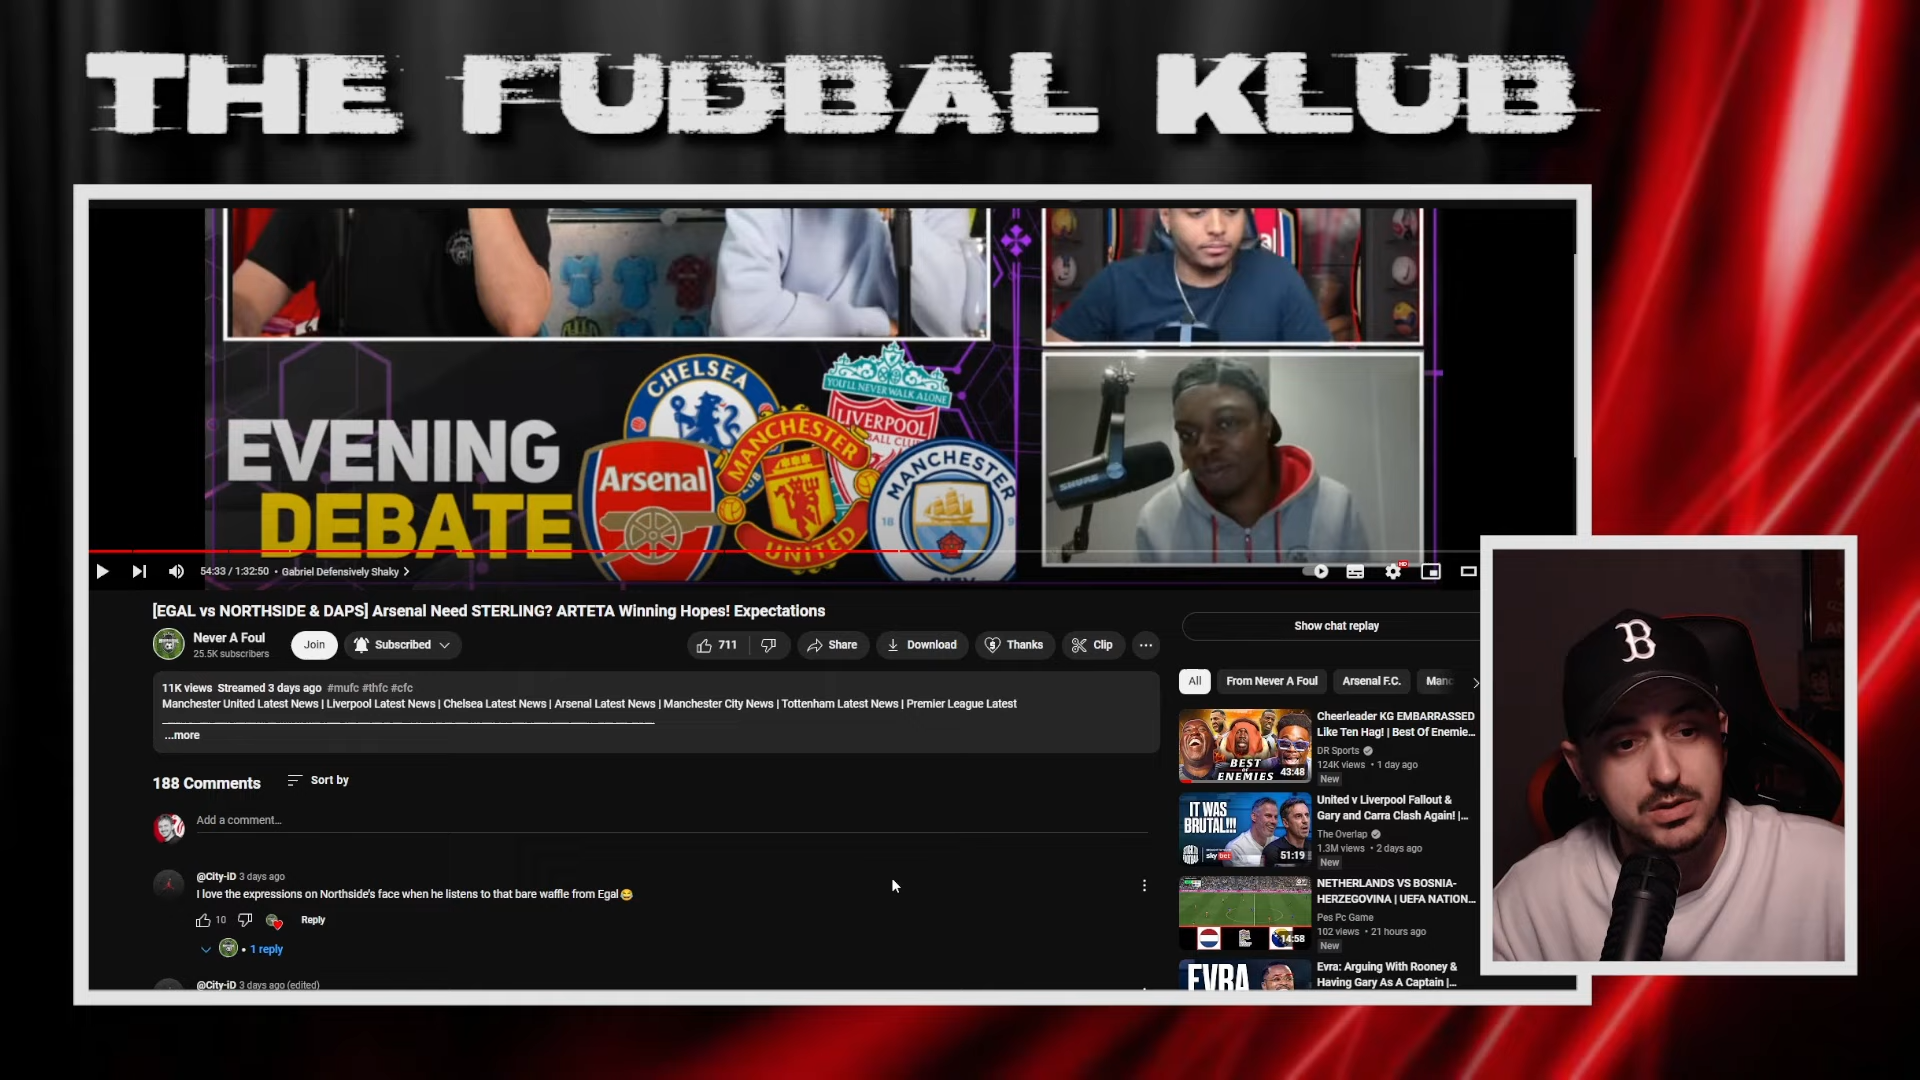 THE FUDBAL KLUB
EVENING
DEBATE
CHELSEA
Arsenal
MANCHESTER
UNITED
YOU'LL NEVER WALK ALONE
LIVERPOOL
MANCHESTER
18 9
CITY
SHURE
54:33 / 1:32:50 • Gabriel Defensively Shaky
HD
[EGAL vs NORTHSIDE & DAPS] Arsenal Need STERLING? ARTETA Winning Hopes! Expectations
Never A Foul
25.5K subscribers
Join
Subscribed
711
Share
Download
Thanks
Clip
11K views Streamed 3 days ago #mufc #thfc #cfc
Manchester United Latest News | Liverpool Latest News | Chelsea Latest News | Arsenal Latest News | Manchester City News | Tottenham Latest News | Premier League Latest
...more
188 Comments
Sort by
Add a comment...
@City-iD 3 days ago
I love the expressions on Northside's face when he listens to that bare waffle from Egal😂
10
Reply
1 reply
@City-iD 3 days ago (edited)
Show chat replay
All
From Never A Foul
Arsenal F.C.
Manc
BEST
OF
ENEMIES
43:48
Cheerleader KG EMBARRASSED
Like Ten Hag! | Best Of Enemie...
DR Sports
124K views • 1 day ago
New
IT WAS
BRUTAL!!!
sky bet
51:19
United v Liverpool Fallout &
Gary and Carra Clash Again! |...
The Overlap
1.3M views • 2 days ago
New
14:58
NETHERLANDS VS BOSNIA-
HERZEGOVINA | UEFA NATION...
Pes Pc Game
102 views • 21 hours ago
New
EVRA
Evra: Arguing With Rooney &
Having Gary As A Captain |...
B